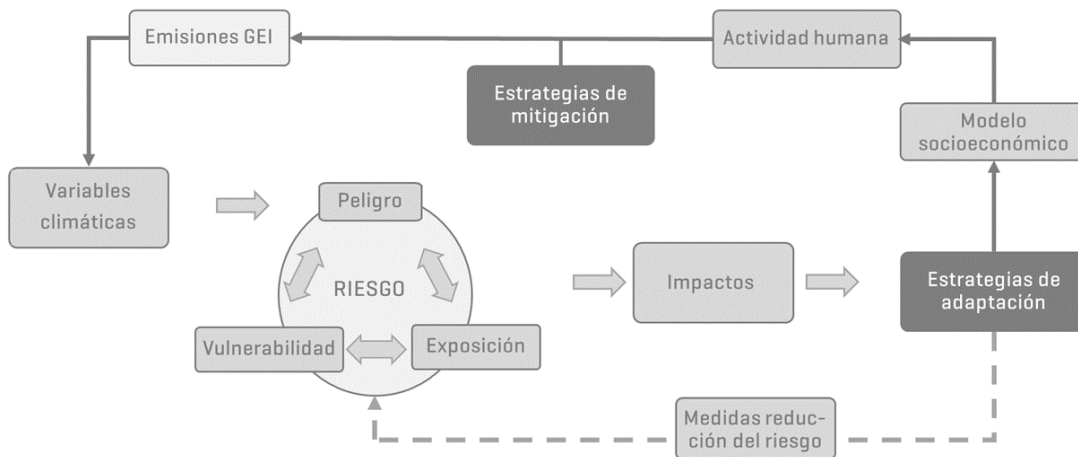 Emisiones GEI
Actividad humana
Estrategias de
mitigación
Modelo
socioeconómico
Variables
climáticas
Peligro
RIESGO
Vulnerabilidad
Exposición
Impactos
Estrategias de
adaptación
Medidas reduc-
ción del riesgo